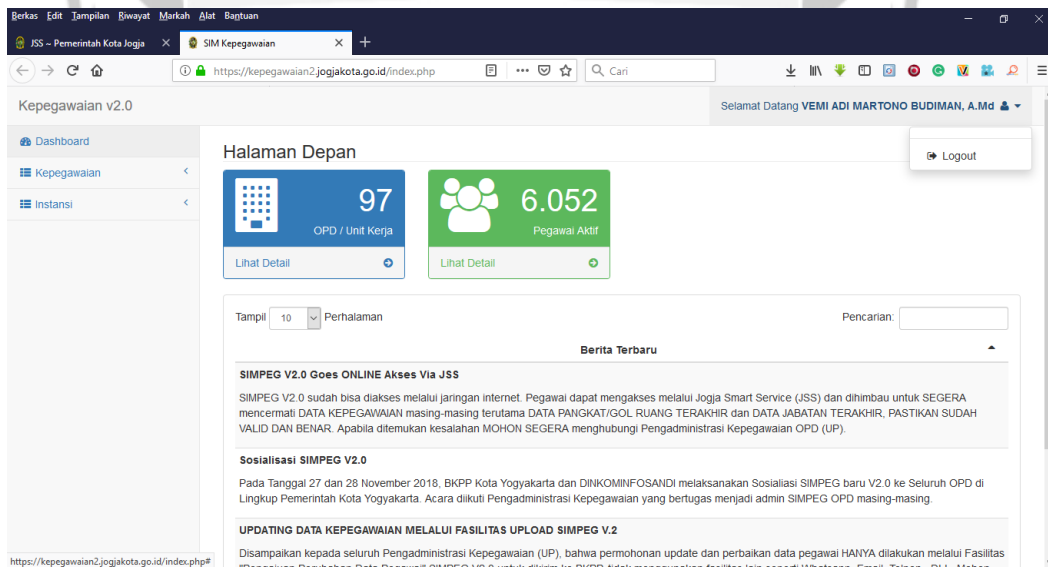 Berkas Edit Tampilan Riwayat Markah Alat Bantuan
JSS ~ Pemerintah Kota Jogja
SIM Kepegawaian
https://kepegawaian2.jogjakota.go.id/index.php
Cari
Kepegawaian v2.0
Selamat Datang VEMI ADI MARTONO BUDIMAN, A.Md
Logout
Dashboard
Kepegawaian
Instansi
Halaman Depan
97
OPD / Unit Kerja
Lihat Detail
6.052
Pegawai Aktif
Lihat Detail
Tampil 10 Perhalaman
Pencarian:
Berita Terbaru
SIMPEG V2.0 Goes ONLINE Akses Via JSS
SIMPEG V2.0 sudah bisa diakses melalui jaringan internet. Pegawai dapat mengakses melalui Jogja Smart Service (JSS) dan dihimbau untuk SEGERA
mencermati DATA KEPEGAWAIAN masing-masing terutama DATA PANGKAT/GOL RUANG TERAKHIR dan DATA JABATAN TERAKHIR, PASTIKAN SUDAH
VALID DAN BENAR. Apabila ditemukan kesalahan MOHON SEGERA menghubungi Pengadministrasi Kepegawaian OPD (UP).
Sosialisasi SIMPEG V2.0
Pada Tanggal 27 dan 28 November 2018, BKPP Kota Yogyakarta dan DINKOMINFOSANDI melaksanakan Sosialiasi SIMPEG baru V2.0 ke Seluruh OPD di
Lingkup Pemerintah Kota Yogyakarta. Acara diikuti Pengadministrasi Kepegawaian yang bertugas menjadi admin SIMPEG OPD masing-masing.
UPDATING DATA KEPEGAWAIAN MELALUI FASILITAS UPLOAD SIMPEG V.2
Disampaikan kepada seluruh Pengadministrasi Kepegawaian (UP), bahwa permohonan update dan perbaikan data pegawai HANYA dilakukan melalui Fasilitas
https://kepegawaian2.jogjakota.go.id/index.php#